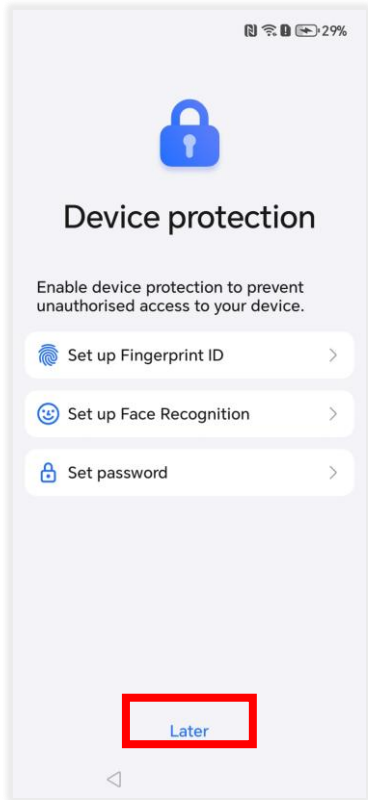 29%
Device protection
Enable device protection to prevent
unauthorised access to your device.
Set up Fingerprint ID
Set up Face Recognition
Set password
Later